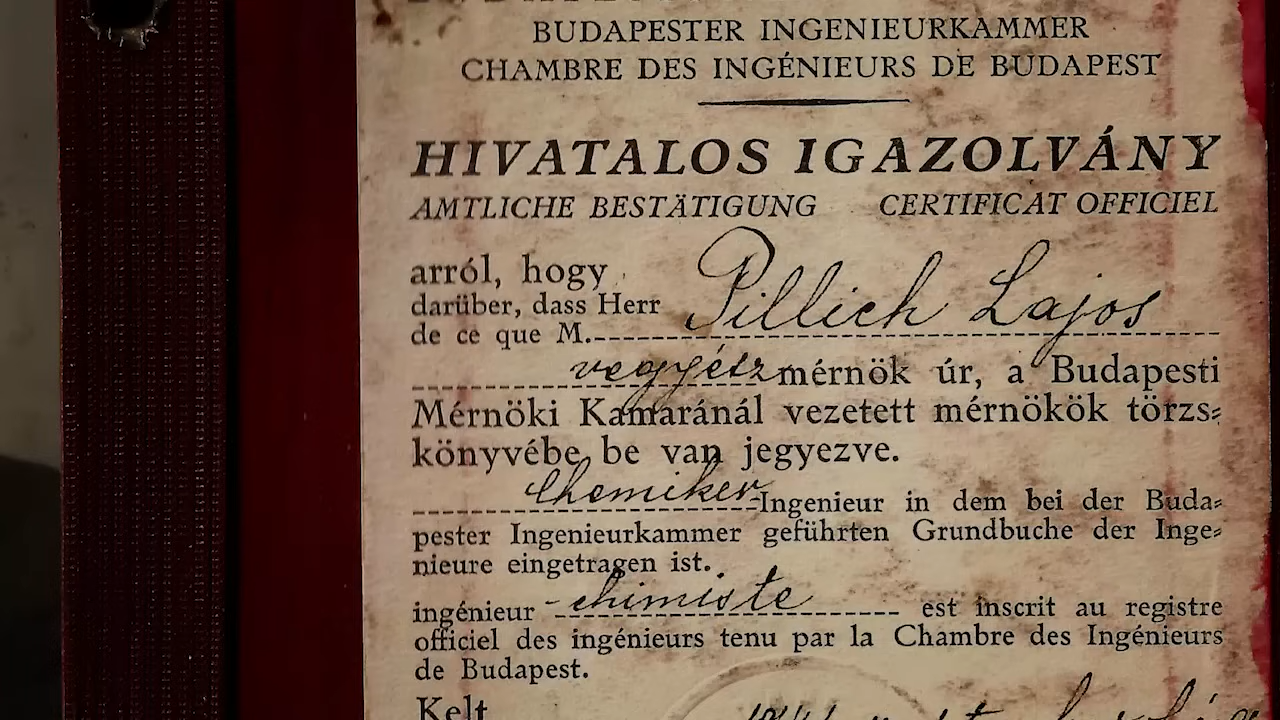 BUDAPESTER INGENIEURKAMMER
CHAMBRE DES INGÉNIEURS DE BUDAPEST
HIVATALOS IGAZOLVÁNY
AMTLICHE BESTÄTIGUNG CERTIFICAT OFFICIEL
arról, hogy
darüber, dass Herr
de ce que M. Pillich Lajos
vegyészmérnök úr, a Budapesti
Mérnöki Kamaránál vezetett mérnökök törzs-
könyvébe be van jegyezve.
Chemiker-Ingenieur in dem bei der Buda-
pester Ingenieurkammer geführten Grundbuche der Inge-
nieure eingetragen ist.
ingénieur - chimiste est inscrit au registre
officiel des ingénieurs tenu par la Chambre des Ingénieurs
de Budapest.
Kelt